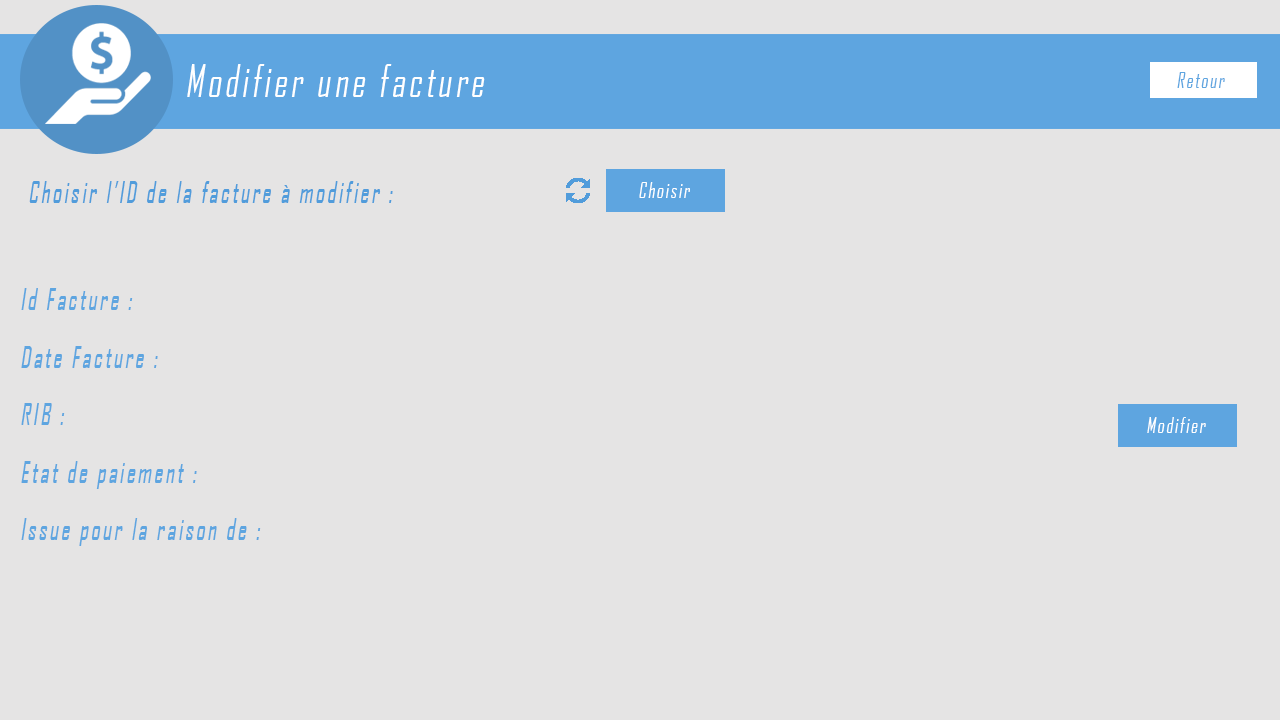 $
Modifier une facture
Retour
Choisir l'ID de la facture à modifier :
Choisir
Id Facture :
Date Facture :
RIB :
Modifier
Etat de paiement :
Issue pour la raison de :